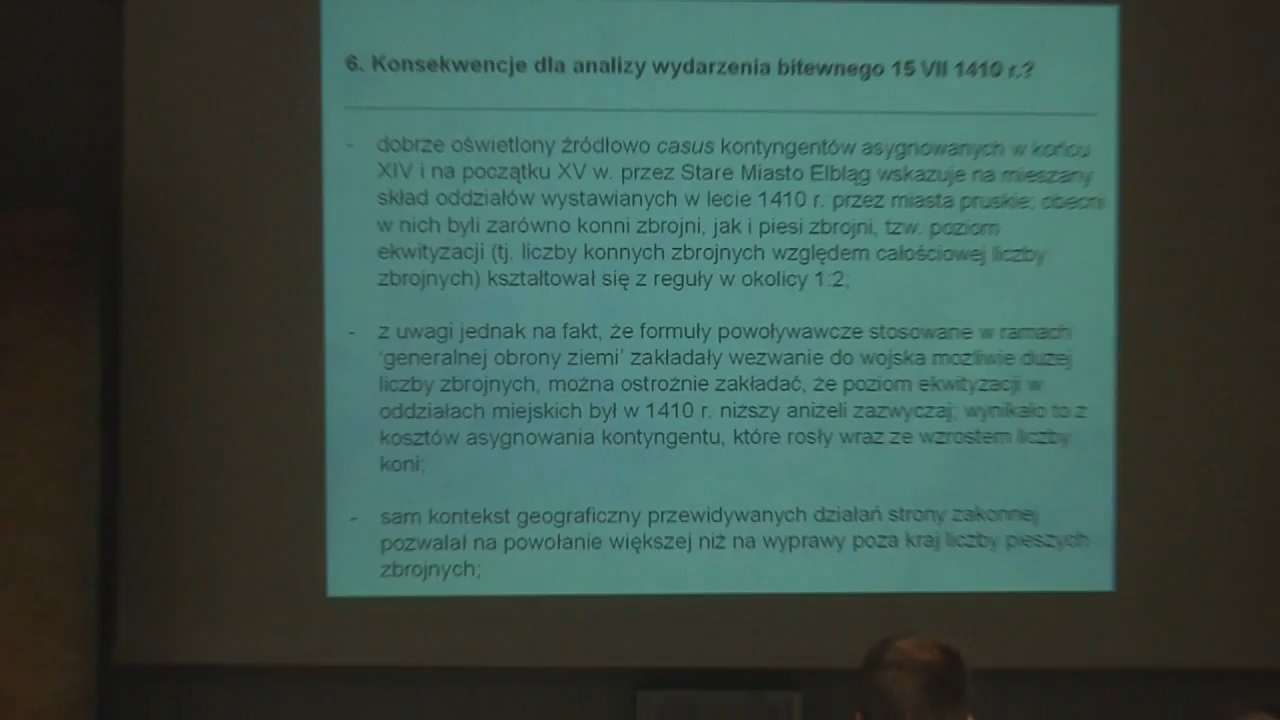 6. Konsekwencje dla analizy wydarzenia bitewnego 15 VII 1410 r.?
- dobrze oświetlony źródłowo casus kontyngentów asygnowanych w końcu
XIV i na początku XV w. przez Stare Miasto Elbląg wskazuje na mieszany
skład oddziałów wystawianych w lecie 1410 r. przez miasta pruskie; obecni
w nich byli zarówno konni zbrojni, jak i piesi zbrojni, tzw. poziom
ekwityzacji (tj. liczby konnych zbrojnych względem całościowej liczby
zbrojnych) kształtował się z reguły w okolicy 1:2;
- z uwagi jednak na fakt, że formuły powoływawcze stosowane w ramach
'generalnej obrony ziemi' zakładały wezwanie do wojska możliwie dużej
liczby zbrojnych, można ostrożnie zakładać, że poziom ekwityzacji w
oddziałach miejskich był w 1410 r. niższy aniżeli zazwyczaj; wynikało to z
kosztów asygnowania kontyngentu, które rosły wraz ze wzrostem liczby
koni;
- sam kontekst geograficzny przewidywanych działań strony zakonnej
pozwalał na powołanie większej niż na wyprawy poza kraj liczby pieszych
zbrojnych;